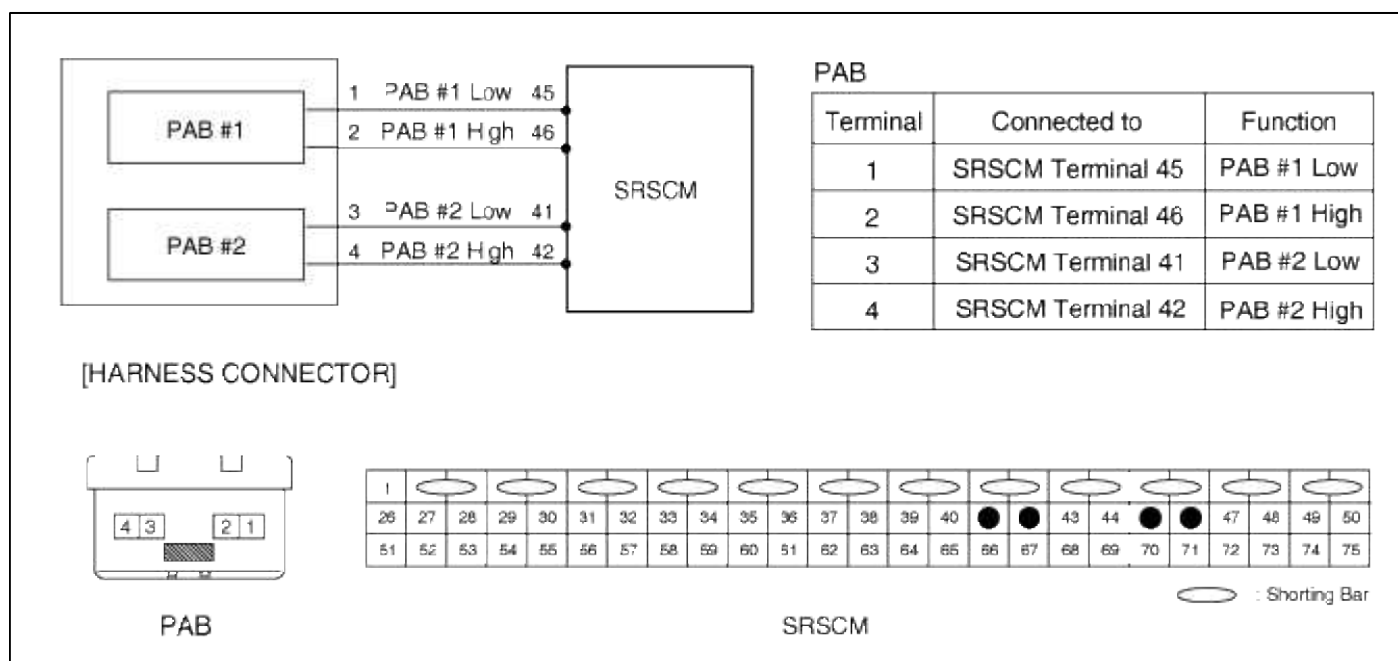 PAB #1
PAB #2
1 PAB #1 Low 45
2 PAB #1 High 46
3 PAB #2 Low 41
4 PAB #2 High 42
SRSCM
PAB
Terminal Connected to Function
1 SRSCM Terminal 45 PAB #1 Low
2 SRSCM Terminal 46 PAB #1 High
3 SRSCM Terminal 41 PAB #2 Low
4 SRSCM Terminal 42 PAB #2 High
[HARNESS CONNECTOR]
4 3 2 1
PAB
1
26 27 28 29 30 31 32 33 34 35 36 37 38 39 40 43 44 47 48 49 50
51 52 53 54 55 56 57 58 59 60 61 62 63 64 65 66 67 68 69 70 71 72 73 74 75
: Shorting Bar
SRSCM